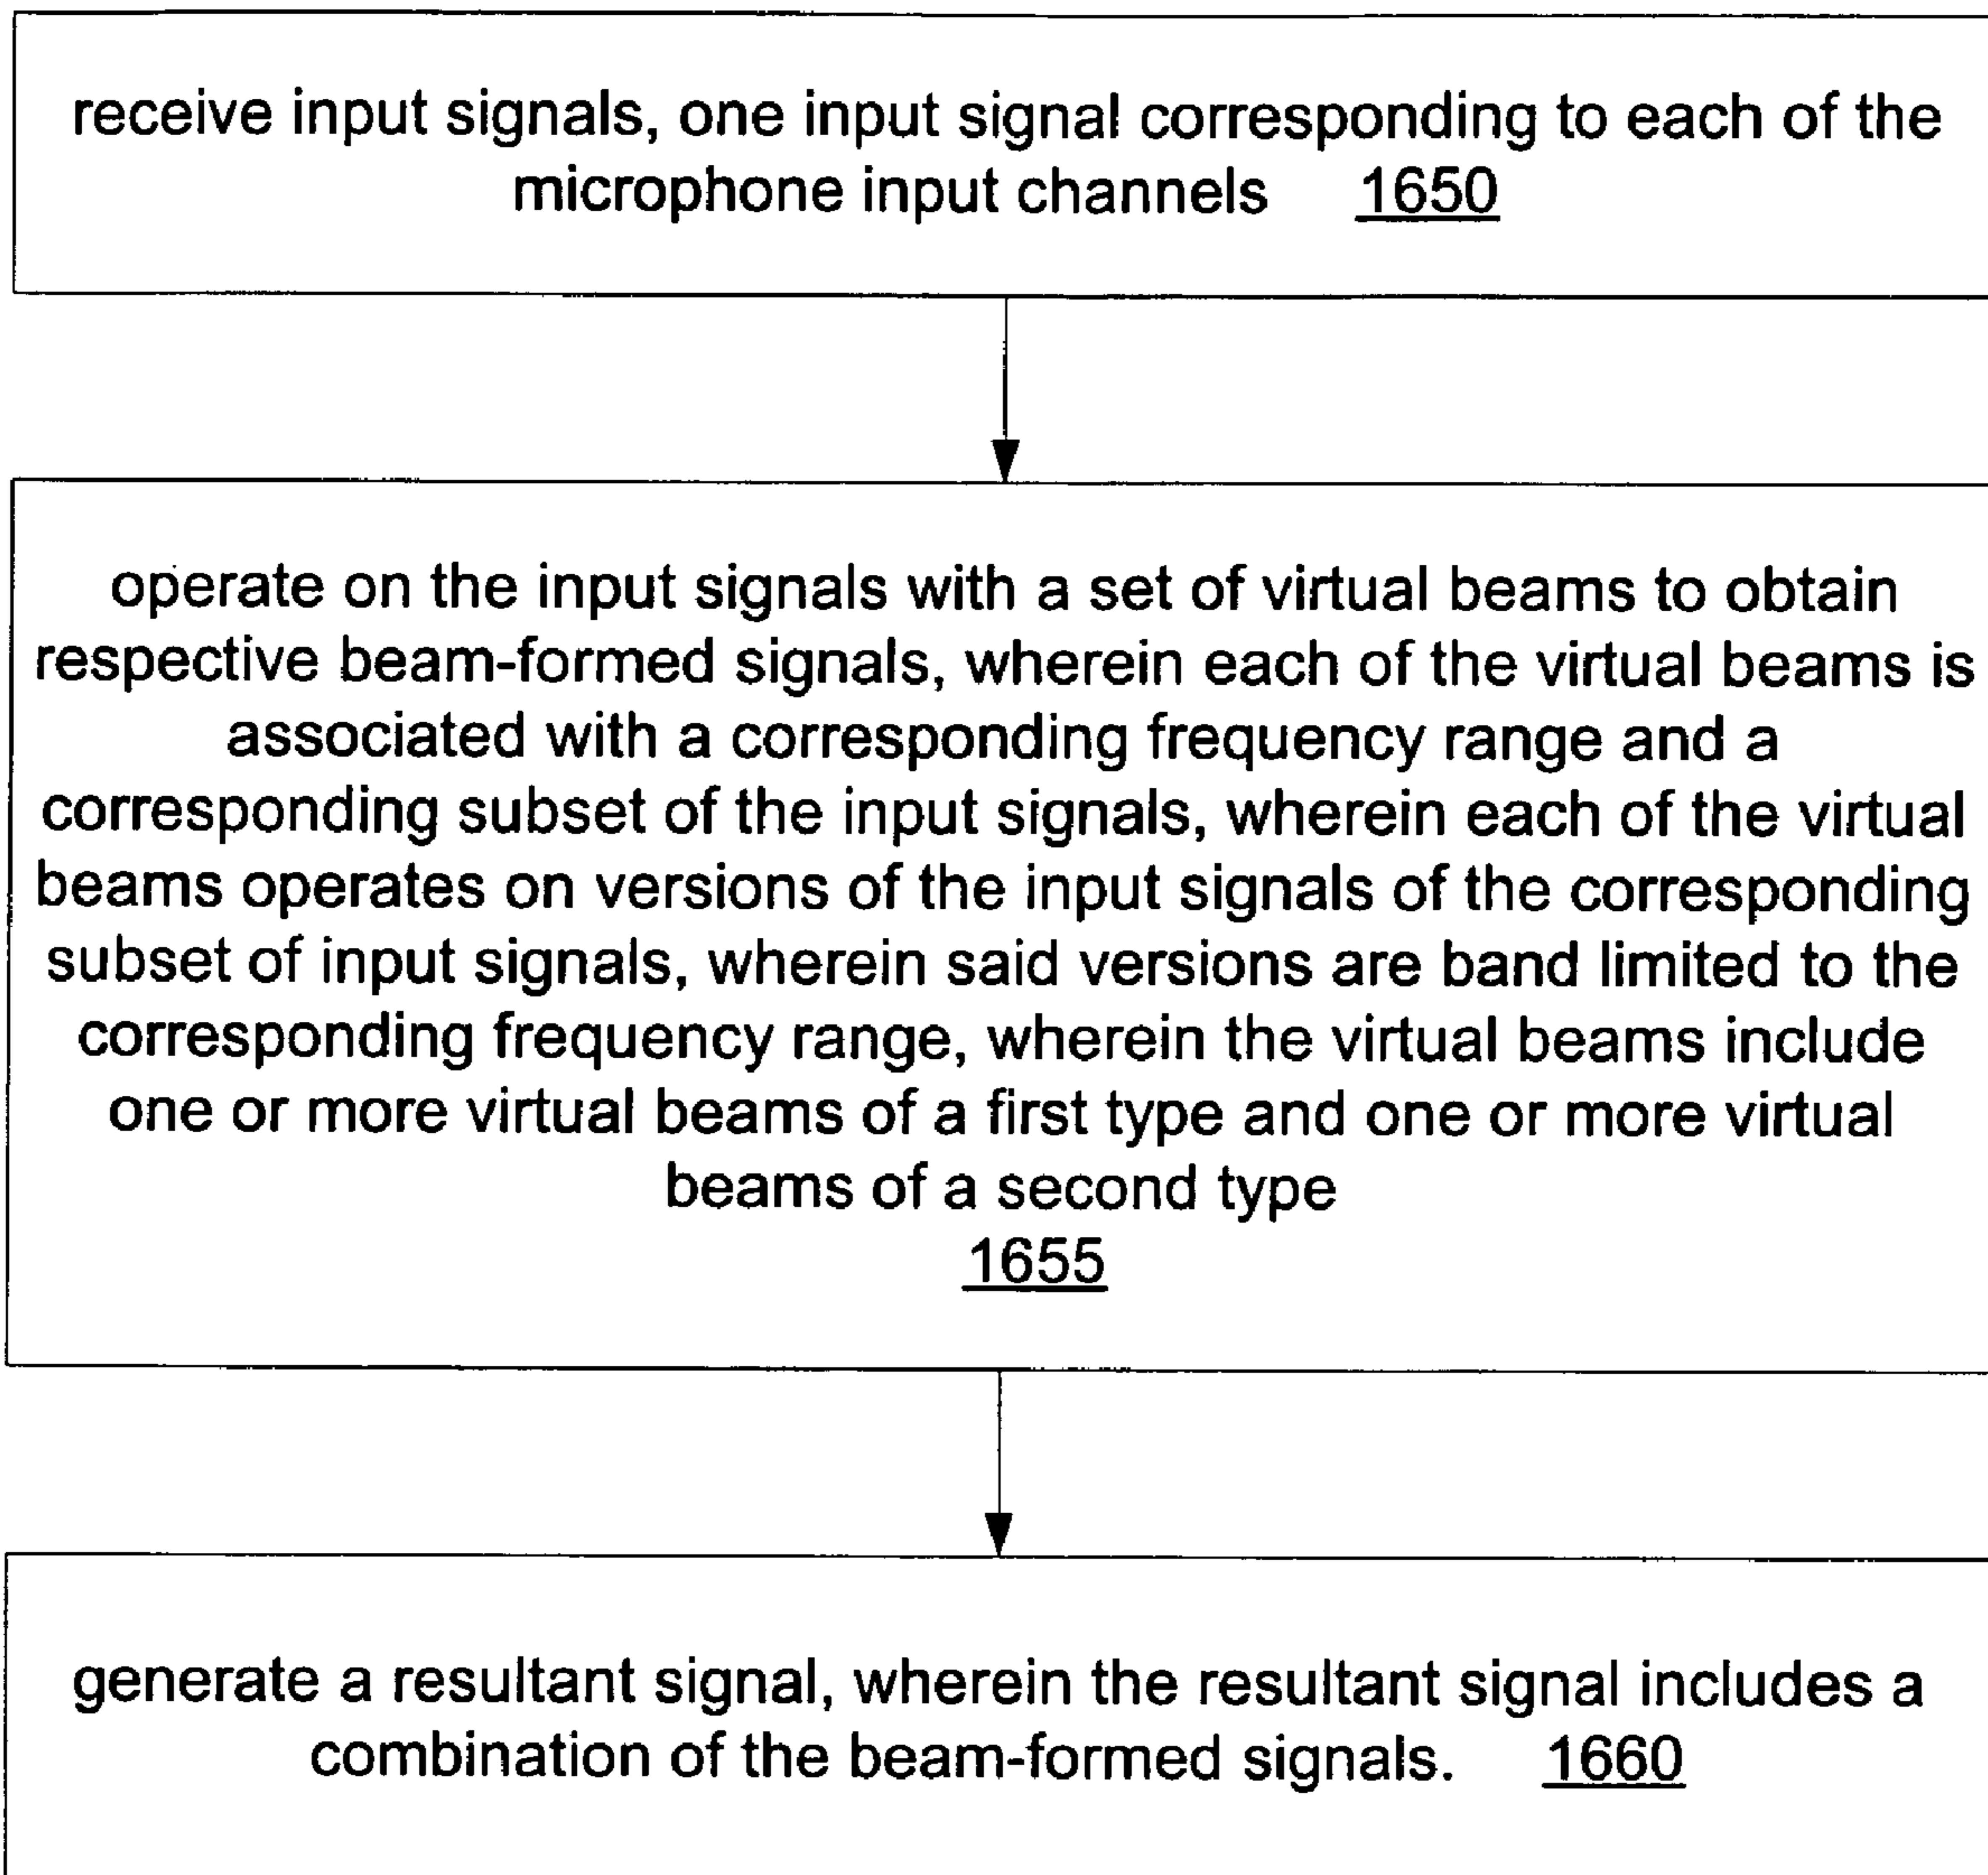 receive input signals, one input signal corresponding to each of the
microphone input channels 1650
operate on the input signals with a set of virtual beams to obtain
respective beam-formed signals, wherein each of the virtual beams is
associated with a corresponding frequency range and a
corresponding subset of the input signals, wherein each of the virtual
beams operates on versions of the input signals of the corresponding
subset of input signals, wherein said versions are band limited to the
corresponding frequency range, wherein the virtual beams include
one or more virtual beams of a first type and one or more virtual
beams of a second type
1655
generate a resultant signal, wherein the resultant signal includes a
combination of the beam-formed signals. 1660